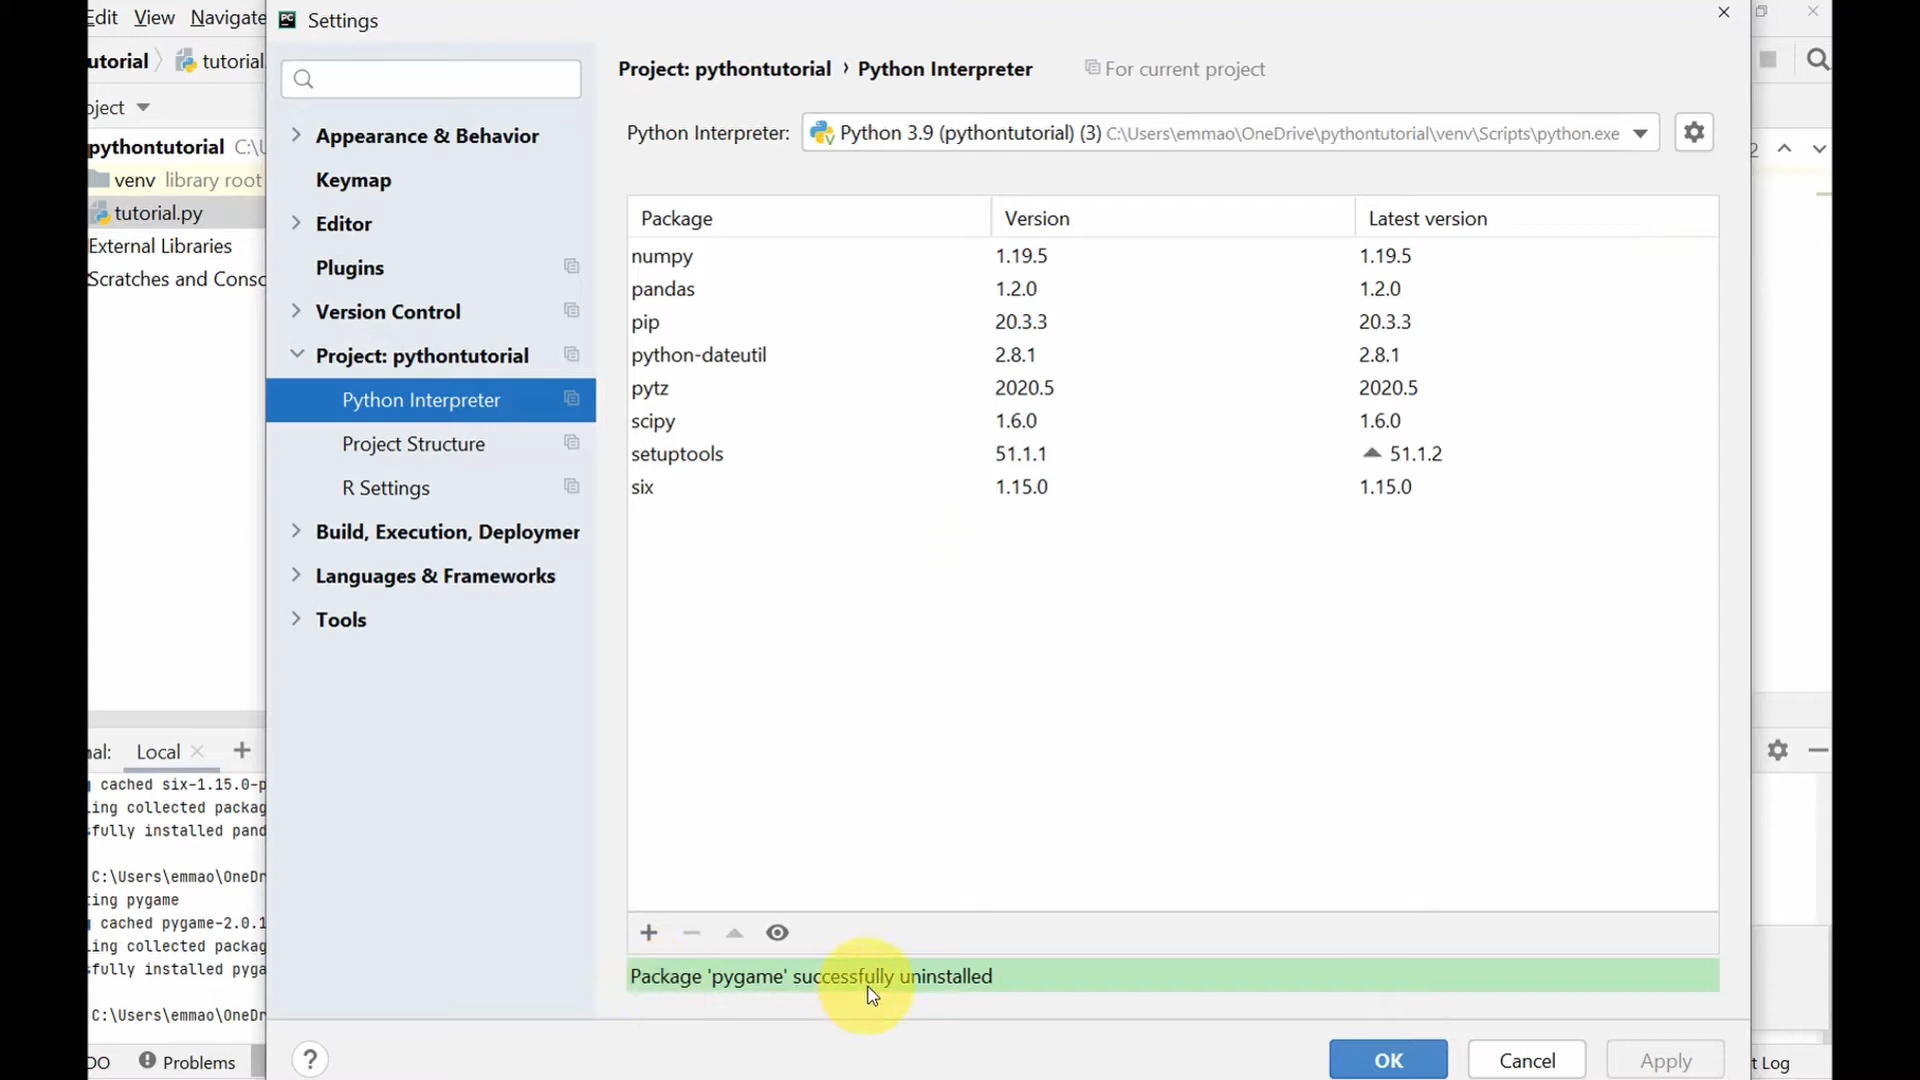 Edit View Navigate
Settings
utorial tutorial.
Project: pythontutorial › Python Interpreter For current project
oject
Python Interpreter: Python 3.9 (pythontutorial) (3) C:\Users\emmao\OneDrive\pythontutorial\venv\Scripts\python.exe
pythontutorial C:\U
venv library root
tutorial.py
External Libraries
Scratches and Consc
Appearance & Behavior
Keymap
Editor
Plugins
Version Control
Project: pythontutorial
Python Interpreter
Project Structure
R Settings
Build, Execution, Deploymen
Languages & Frameworks
Tools
Package Version Latest version
numpy 1.19.5 1.19.5
pandas 1.2.0 1.2.0
pip 20.3.3 20.3.3
python-dateutil 2.8.1 2.8.1
pytz 2020.5 2020.5
scipy 1.6.0 1.6.0
setuptools 51.1.1 51.1.2
six 1.15.0 1.15.0
2
Package 'pygame' successfully uninstalled
nal: Local
g cached six-1.15.0-p
ing collected packag
sfully installed pand
C:\Users\emmao\OneDr
ting pygame
g cached pygame-2.0.1
ling collected packag
sfully installed pyga
C:\Users\emmao\OneDr
DO Problems
?
OK Cancel Apply
t Log